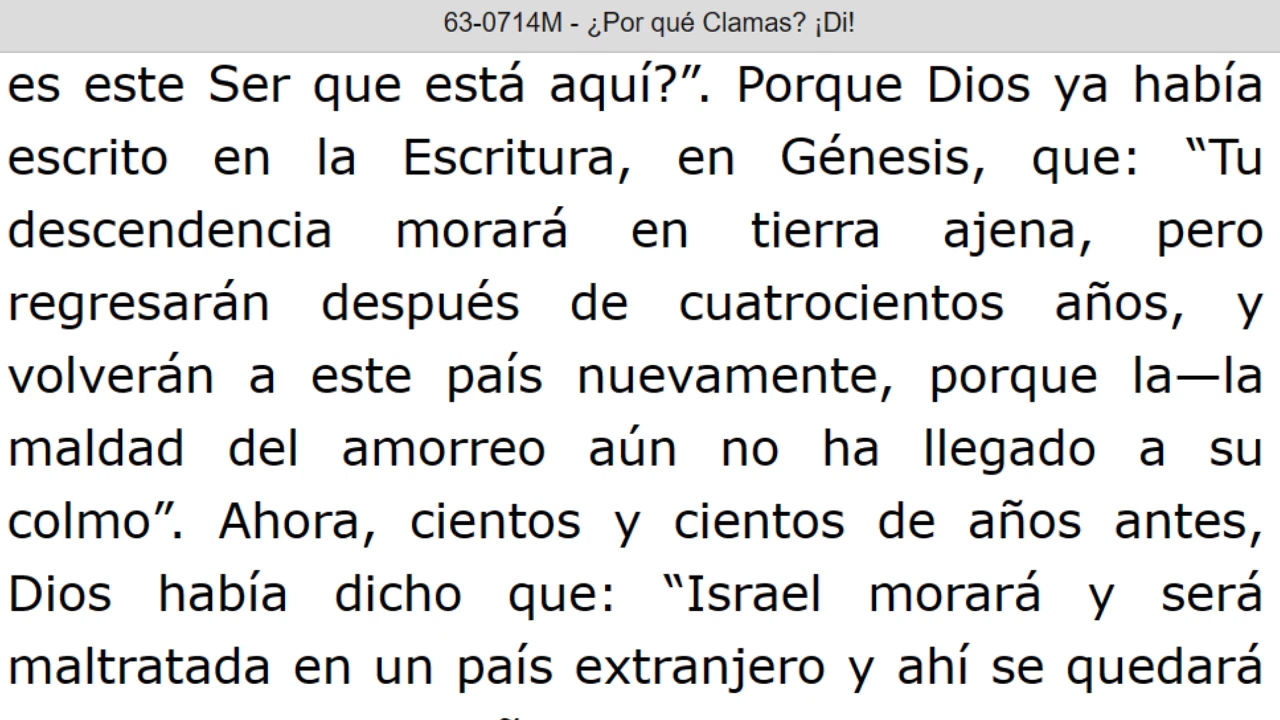 63-0714M - ¿Por qué Clamas? ¡Di!
es este Ser que está aquí?”. Porque Dios ya había
escrito en la Escritura, en Génesis, que: “Tu
descendencia morará en tierra ajena, pero
regresarán después de cuatrocientos años, y
volverán a este país nuevamente, porque la—la
maldad del amorreo aún no ha llegado a su
colmo”. Ahora, cientos y cientos de años antes,
Dios había dicho que: “Israel morará y será
maltratada en un país extranjero y ahí se quedará